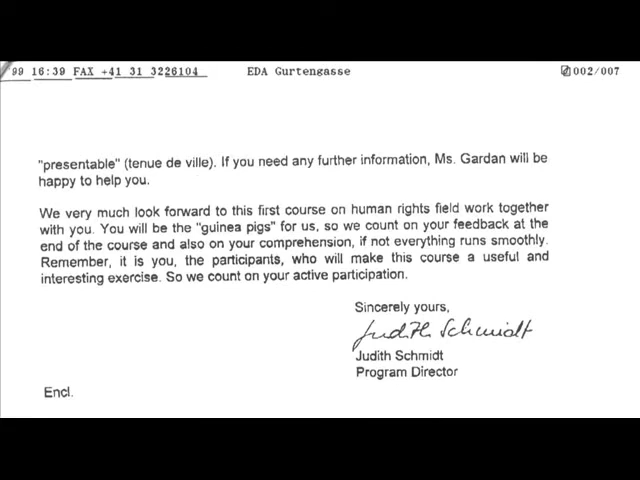 '99 16:39 FAX +41 31 3226104 EDA Gurtengasse 002/007
"presentable" (tenue de ville). If you need any further information, Ms. Gardan will be
happy to help you.
We very much look forward to this first course on human rights field work together
with you. You will be the "guinea pigs" for us, so we count on your feedback at the
end of the course and also on your comprehension, if not everything runs smoothly.
Remember, it is you, the participants, who will make this course a useful and
interesting exercise. So we count on your active participation.
Sincerely yours,
Judith Schmidt
Judith Schmidt
Program Director
Encl.